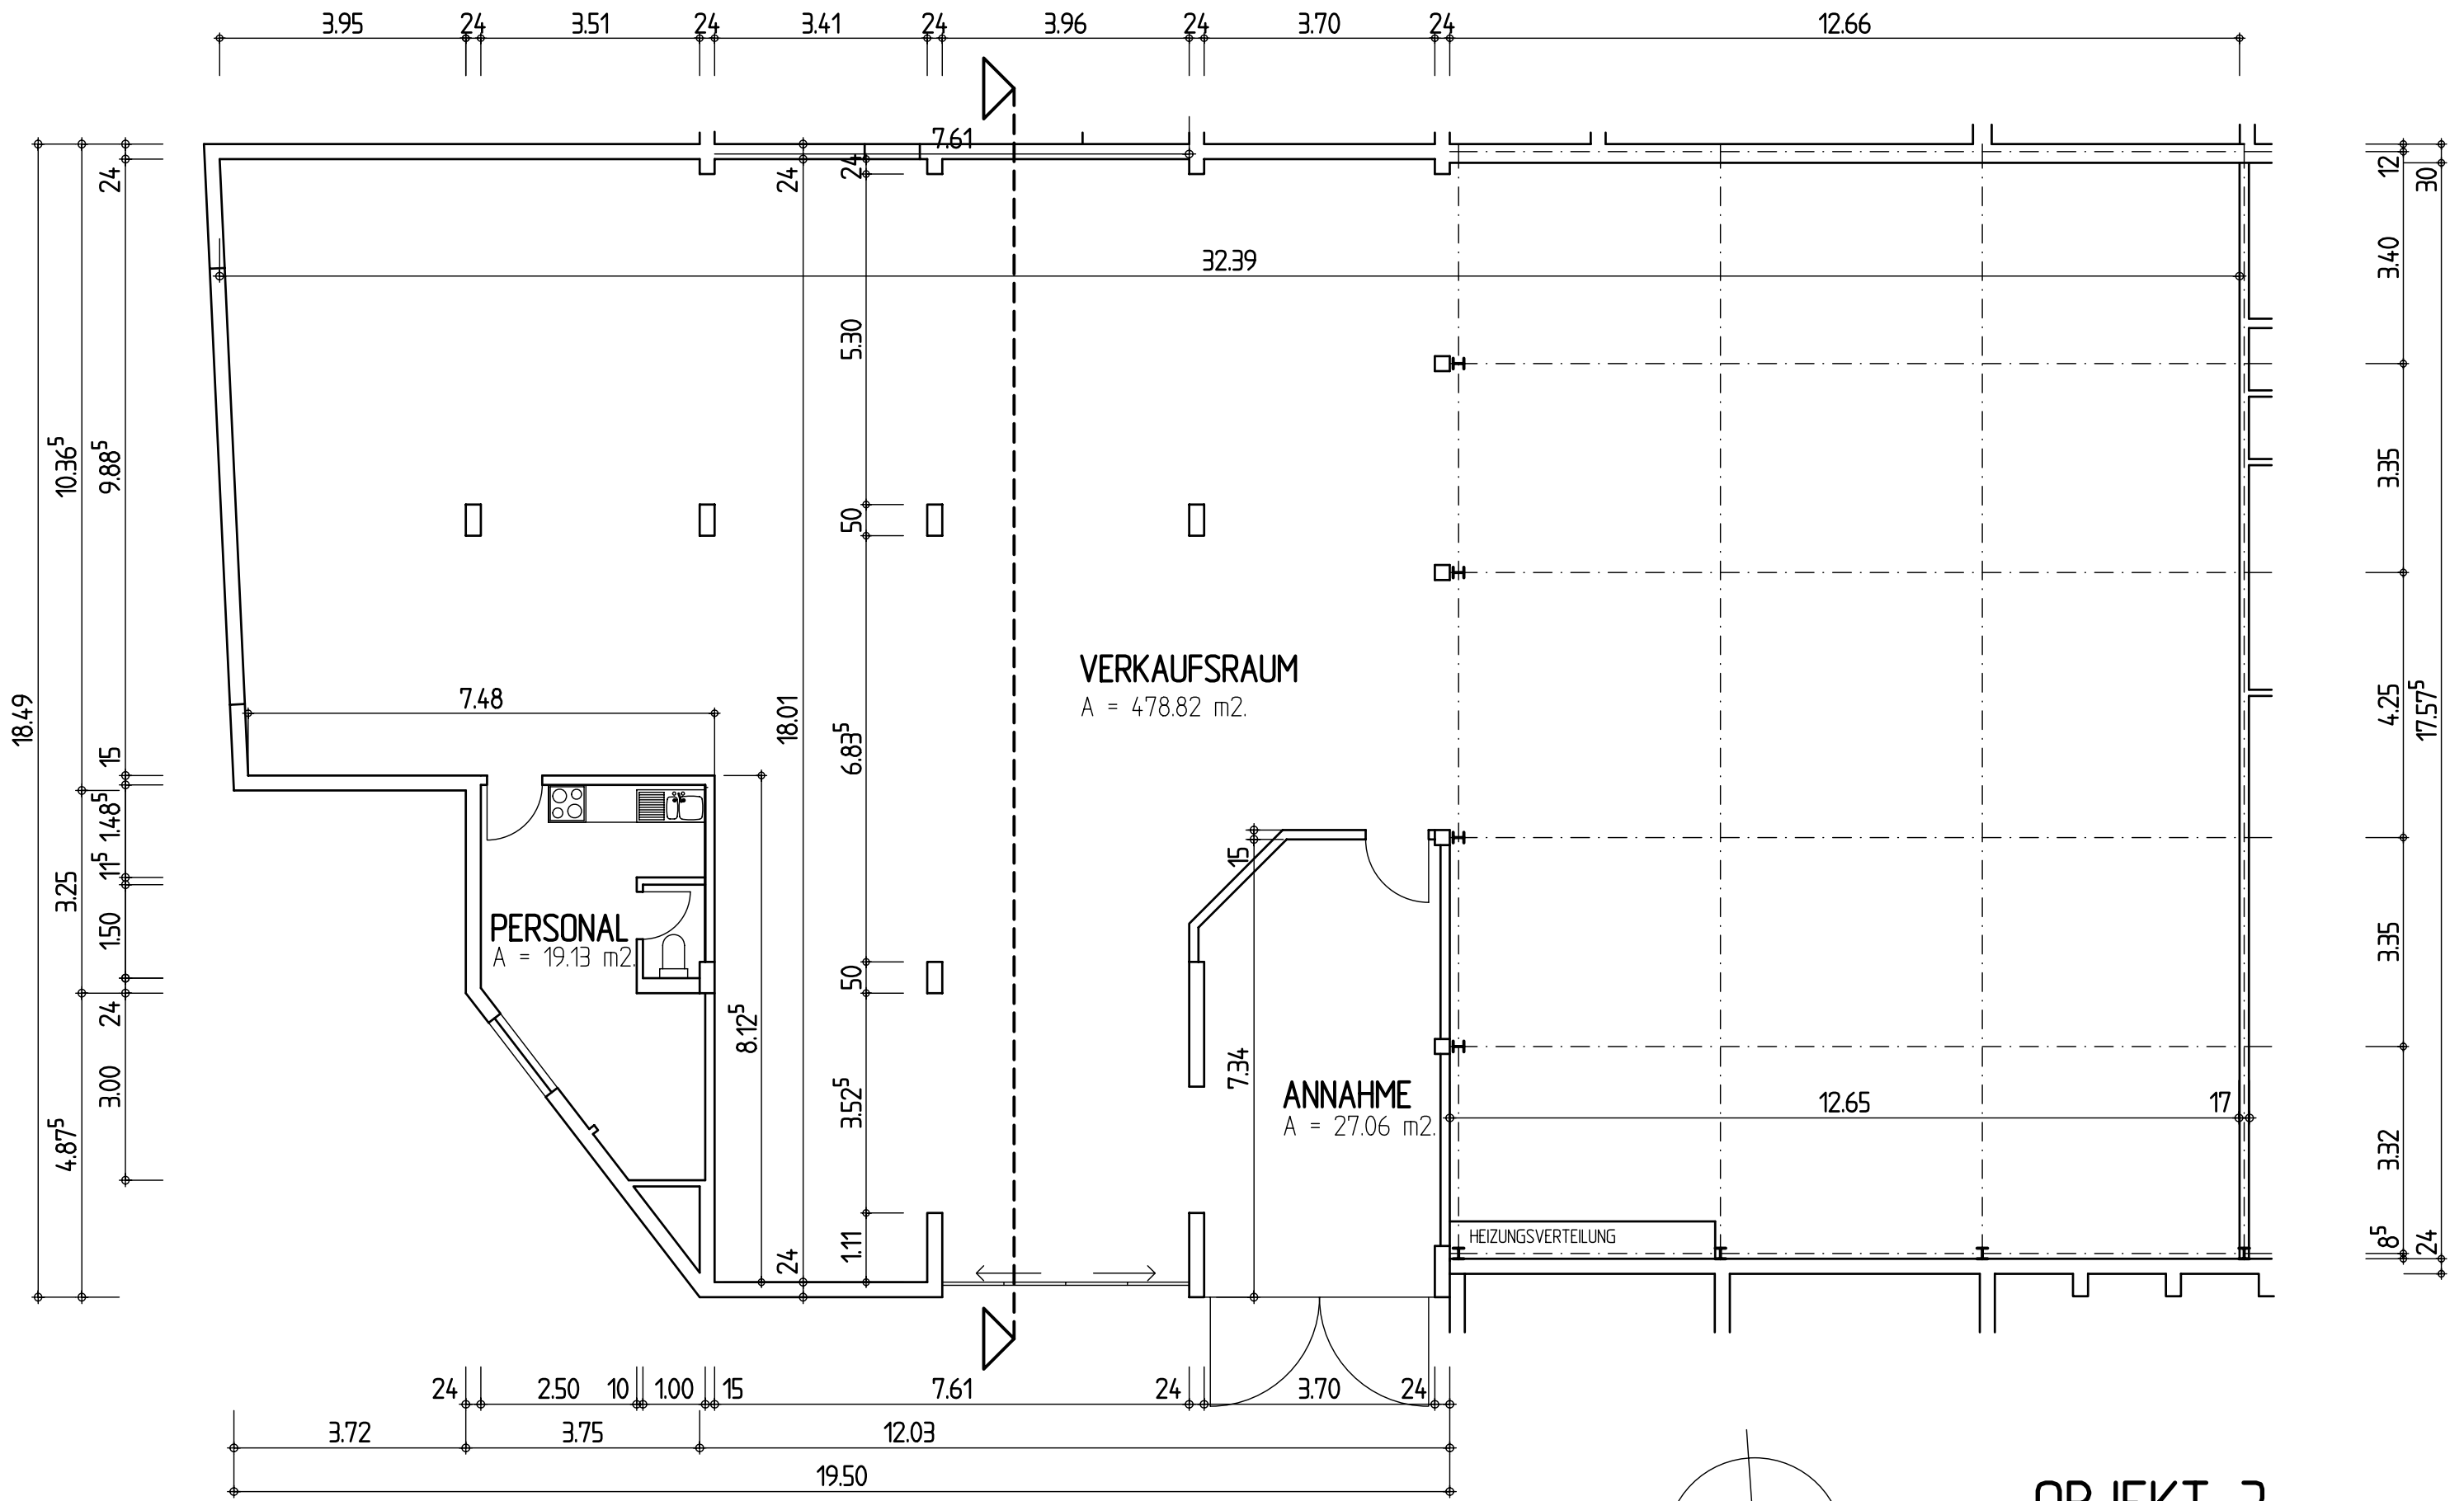 3.95 24 3.51 24 3.41 24 3.96 24 3.70 24 12.66
7.61
24 24 24 12 30
32.39
3.40
5.30
10.36⁵ 9.88⁵ 3.35
50
VERKAUFSRAUM
A = 478.82 m2.
7.48
18.49 15 18.01 6.83⁵ 4.25 17.57⁵
1.48⁵
11⁵ 15
3.25 1.50 3.35
PERSONAL
A = 19.13 m2.
24 50
8.12⁵
3.00 3.52⁵ 7.34
ANNAHME
A = 27.06 m2.
12.65 17
4.87⁵ 3.32
HEIZUNGSVERTEILUNG
24 1.11 8⁵ 24
24 2.50 10 1.00 15 7.61 24 3.70 24
3.72 3.75 12.03
19.50